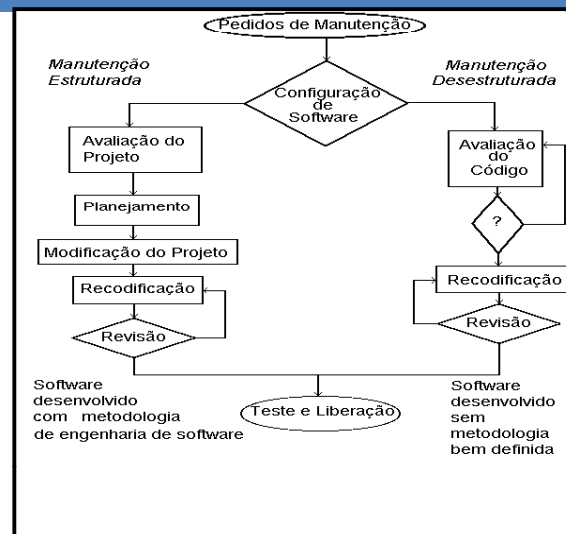 Pedidos de Manutenção
Manutenção
Estruturada
Manutenção
Desestruturada
Configuração
de
Software
Avaliação do
Projeto
Planejamento
Modificação do Projeto
Recodificação
Revisão
Software
desenvolvido
com metodologia
de engenharia de software
Avaliação
do
Código
?
Recodificação
Revisão
Software
desenvolvido
sem
metodologia
bem definida
Teste e Liberação